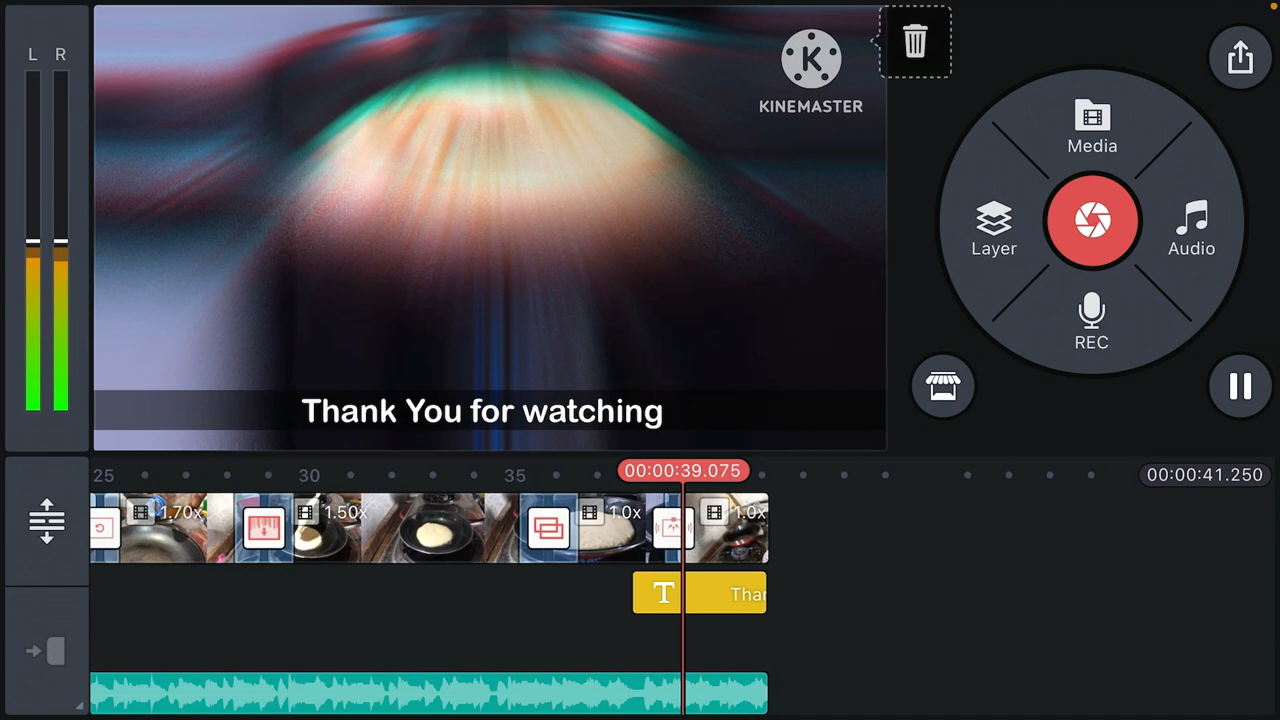 L R
K
KINEMASTER
Media
Layer
Audio
REC
Thank You for watching
25 30 35 00:00:39.075 00:00:41.250
1.70x 1.50x 1.0x 1.0x
T Than